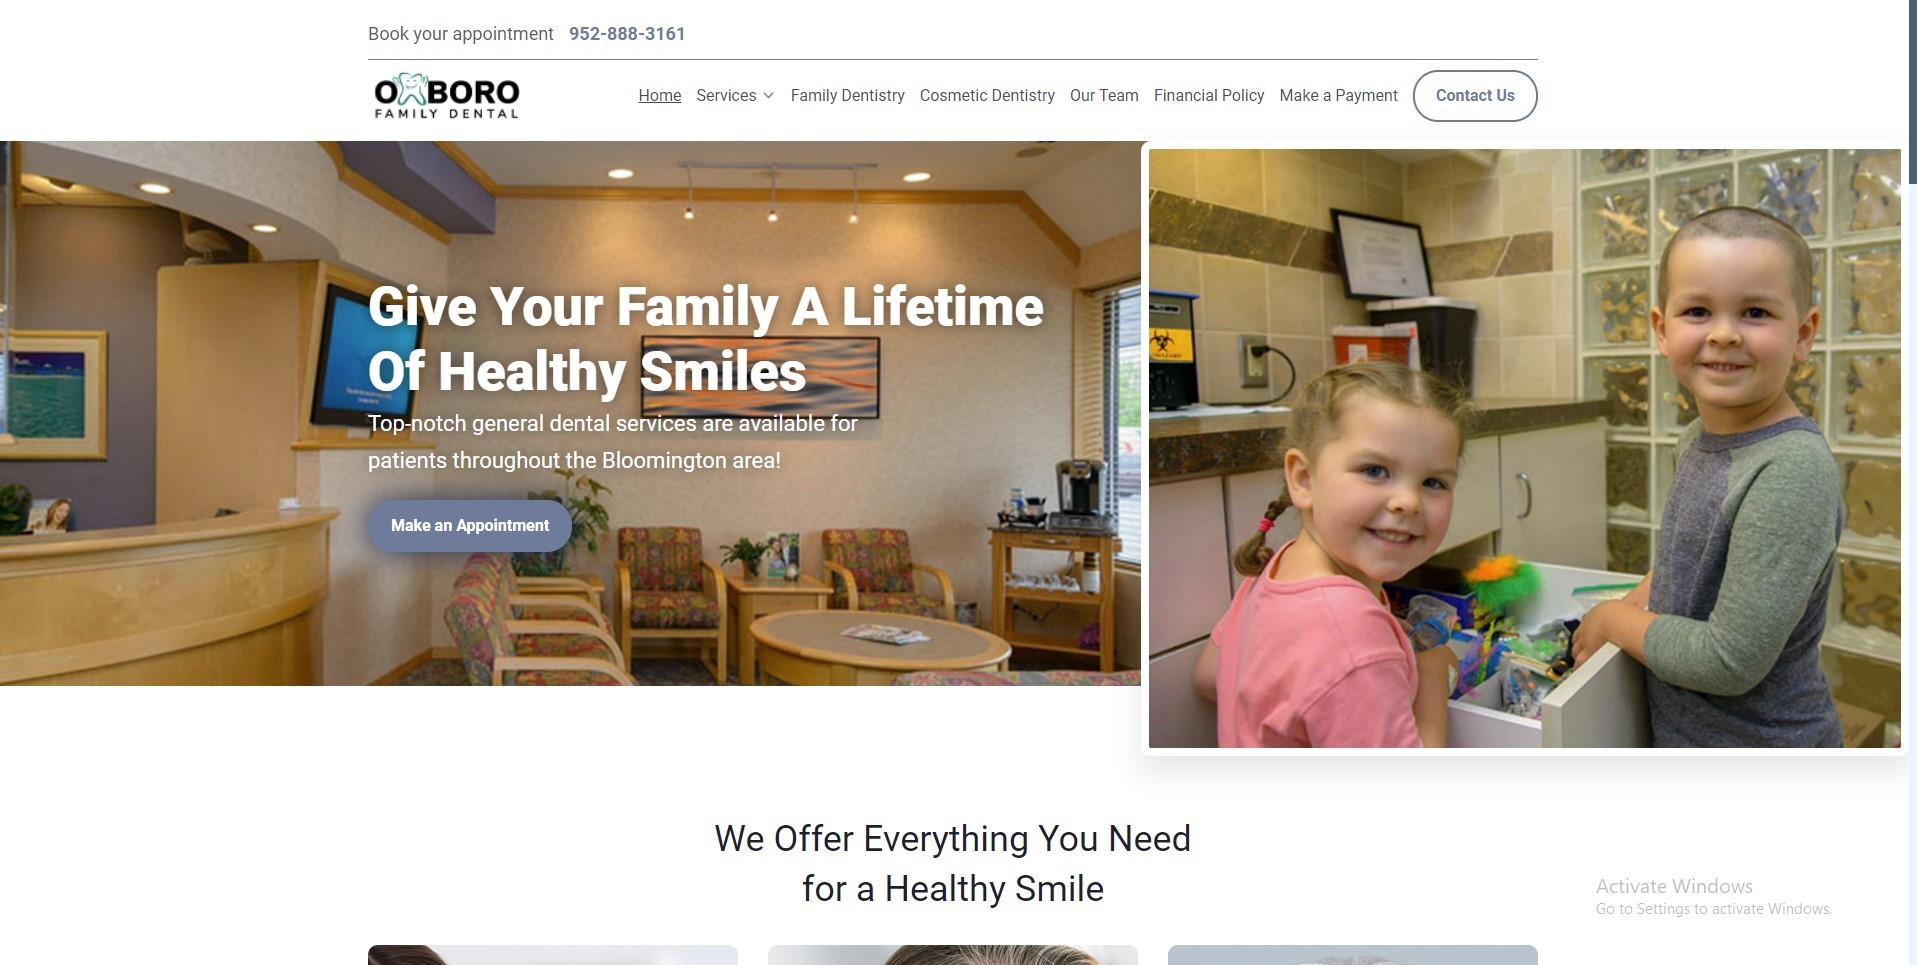 Book your appointment 952-888-3161
OXBORO
FAMILY DENTAL
Home Services Family Dentistry Cosmetic Dentistry Our Team Financial Policy Make a Payment Contact Us
Give Your Family A Lifetime
Of Healthy Smiles
Top-notch general dental services are available for
patients throughout the Bloomington area!
Make an Appointment
We Offer Everything You Need
for a Healthy Smile
Activate Windows
Go to Settings to activate Windows.